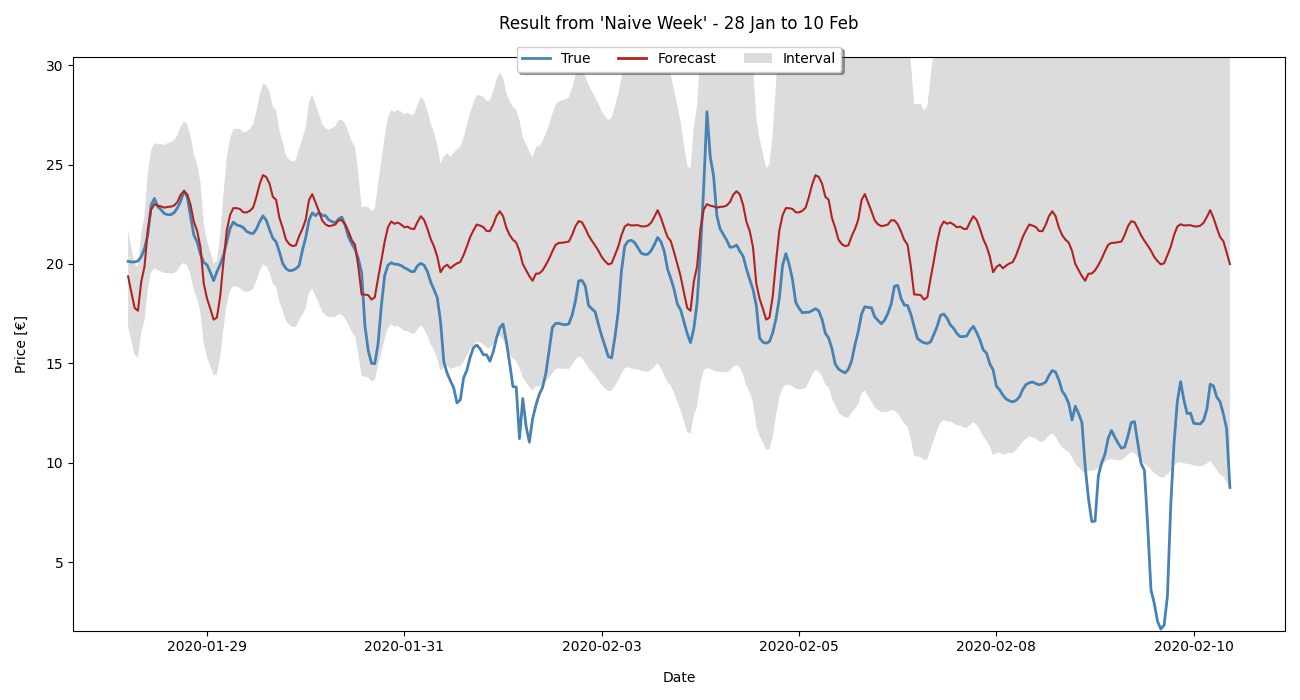 Result from 'Naive Week' - 28 Jan to 10 Feb
True Forecast Interval
30
25
20
15
10
5
Price [€]
2020-01-29 2020-01-31 2020-02-03 2020-02-05 2020-02-08 2020-02-10
Date